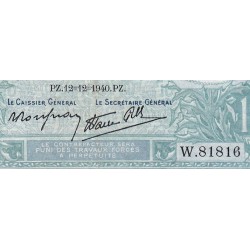 PZ.12-12-1940.PZ.
LE CAISSIER GÉNÉRAL LE SECRÉTAIRE GÉNÉRAL
W.81816
LE CONTREFACTEUR SERA
PUNI DES TRAVAUX FORCÉS
A PERPÉTUITÉ